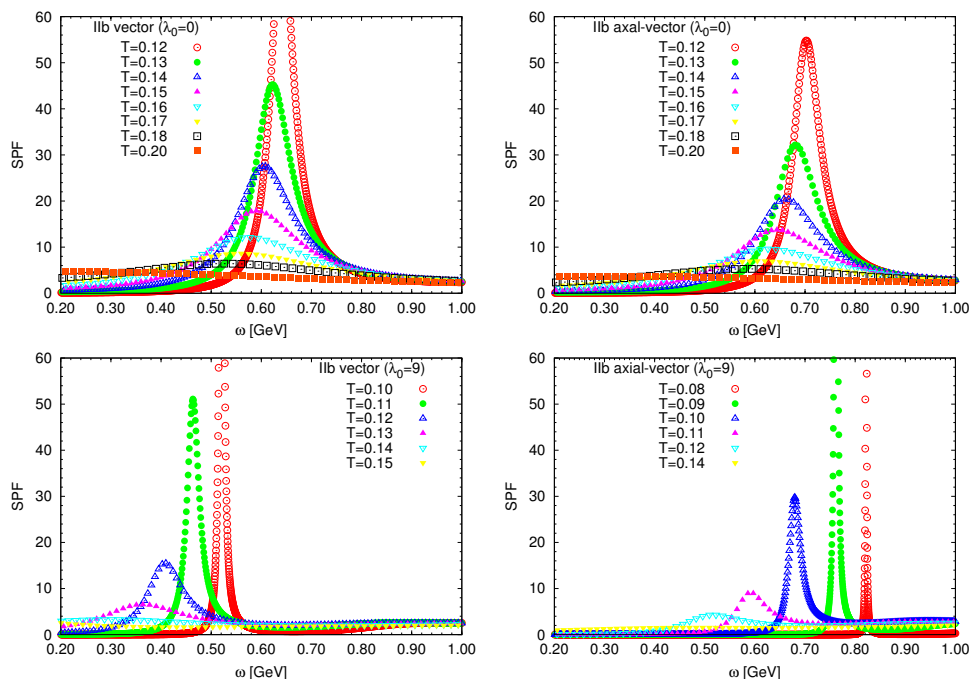 IIb vector (λ0=0)
T=0.12
T=0.13
T=0.14
T=0.15
T=0.16
T=0.17
T=0.18
T=0.20
SPF
60
50
40
30
20
10
0
0.20 0.30 0.40 0.50 0.60 0.70 0.80 0.90 1.00
ω [GeV]
IIb axal-vector (λ0=0)
T=0.12
T=0.13
T=0.14
T=0.15
T=0.16
T=0.17
T=0.18
T=0.20
SPF
60
50
40
30
20
10
0
0.20 0.30 0.40 0.50 0.60 0.70 0.80 0.90 1.00
ω [GeV]
IIb vector (λ0=9)
T=0.10
T=0.11
T=0.12
T=0.13
T=0.14
T=0.15
SPF
60
50
40
30
20
10
0
0.20 0.30 0.40 0.50 0.60 0.70 0.80 0.90 1.00
ω [GeV]
IIb axial-vector (λ0=9)
T=0.08
T=0.09
T=0.10
T=0.11
T=0.12
T=0.14
SPF
60
50
40
30
20
10
0
0.20 0.30 0.40 0.50 0.60 0.70 0.80 0.90 1.00
ω [GeV]